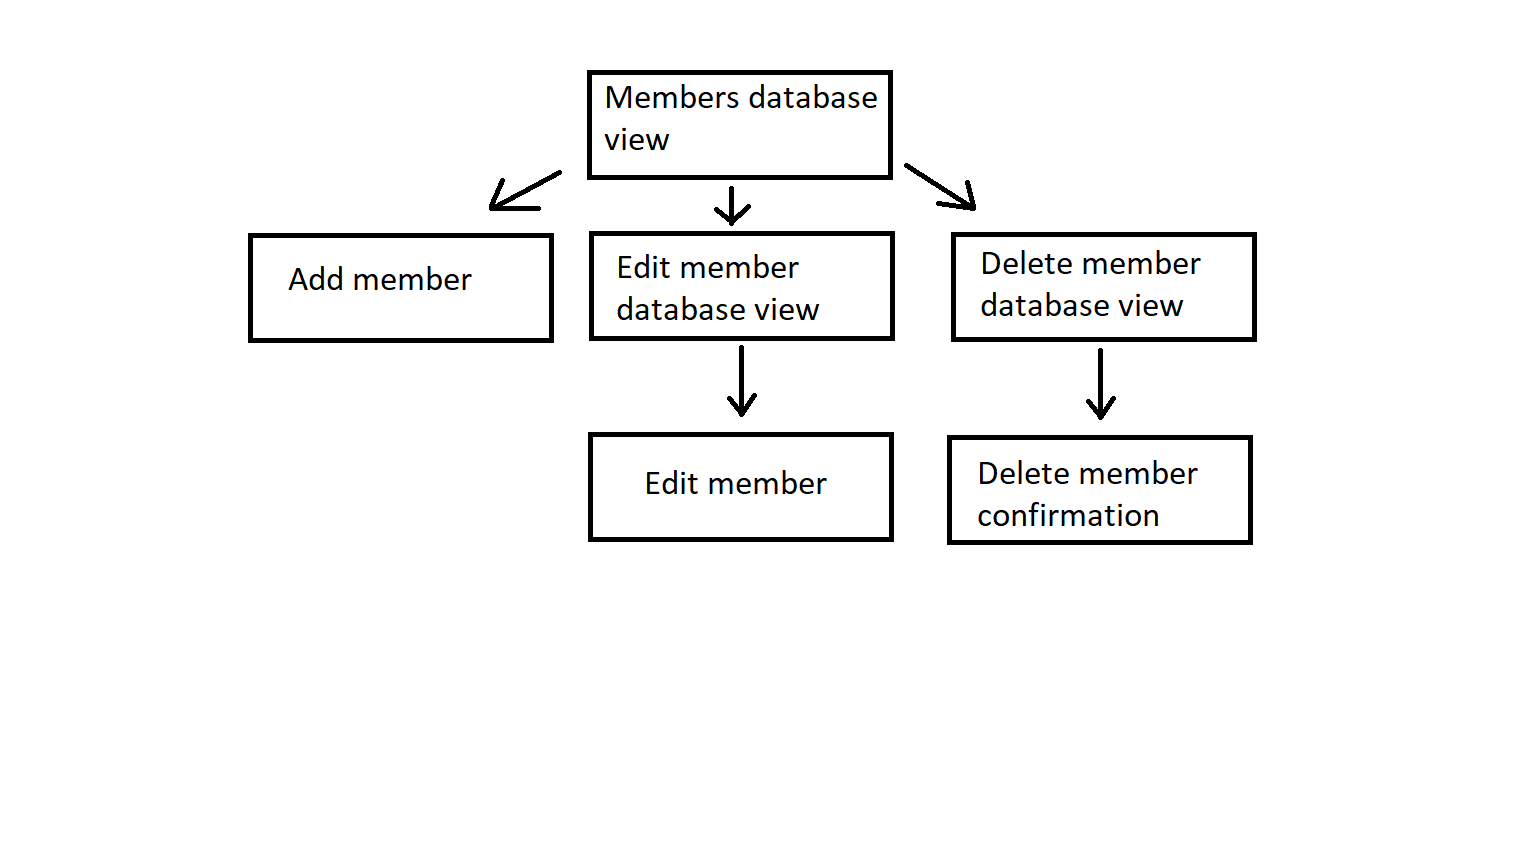 Members database
view
Add member
Edit member
database view
Delete member
database view
Edit member
Delete member
confirmation